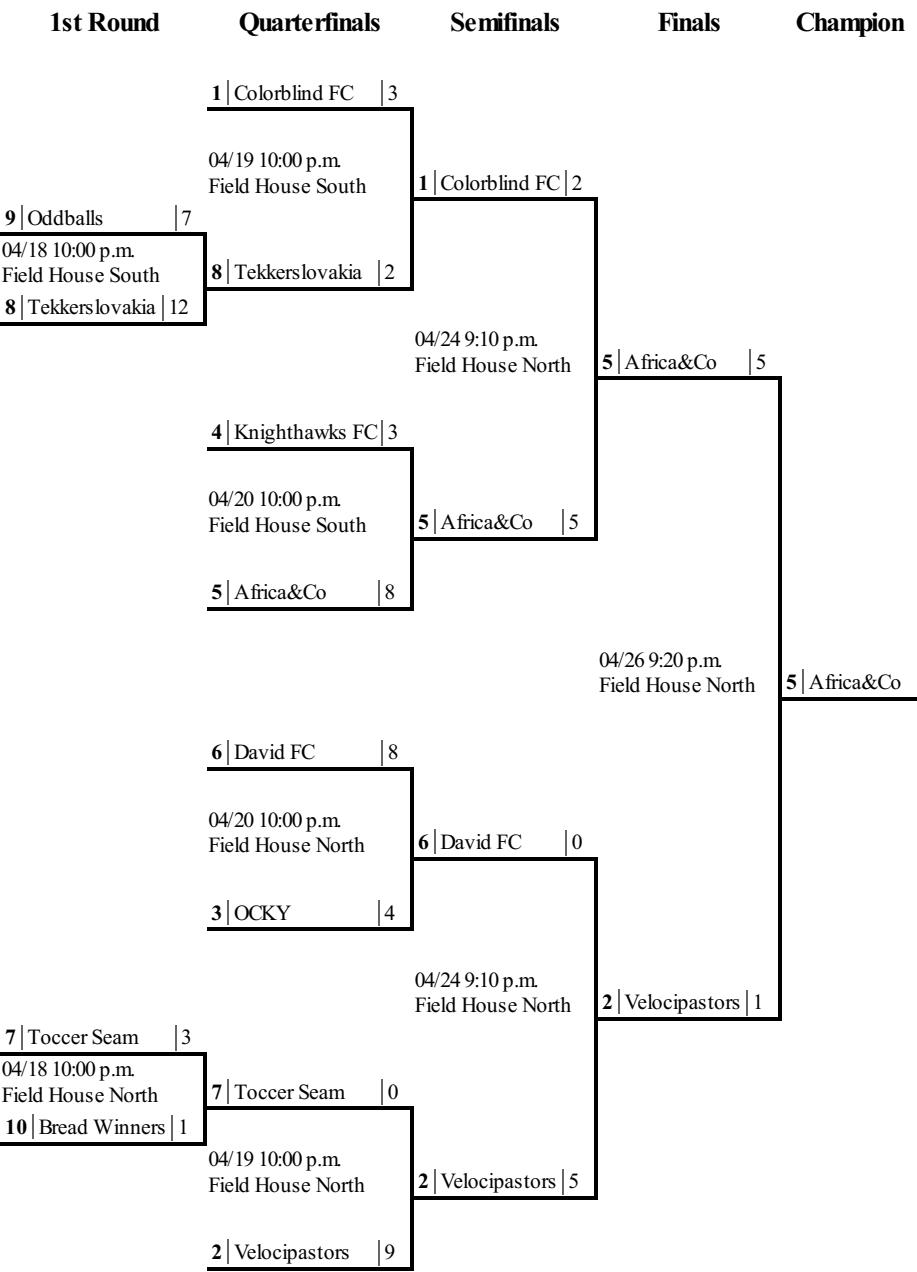 1st Round Quarterfinals Semifinals Finals Champion
1 Colorblind FC 3
04/19 10:00 p.m.
Field House South
1 Colorblind FC 2
9 Oddballs 7
04/18 10:00 p.m.
Field House South
8 Tekkerslovakia 2
8 Tekkerslovakia 12
04/24 9:10 p.m.
Field House North
5 Africa&Co 5
4 Knighthawks FC 3
04/20 10:00 p.m.
Field House South
5 Africa&Co 5
5 Africa&Co 8
04/26 9:20 p.m.
Field House North
5 Africa&Co
6 David FC 8
04/20 10:00 p.m.
Field House North
6 David FC 0
3 OCKY 4
04/24 9:10 p.m.
Field House North
2 Velocipastors 1
7 Toccer Seam 3
04/18 10:00 p.m.
Field House North
7 Toccer Seam 0
10 Bread Winners 1
04/19 10:00 p.m.
Field House North
2 Velocipastors 5
2 Velocipastors 9